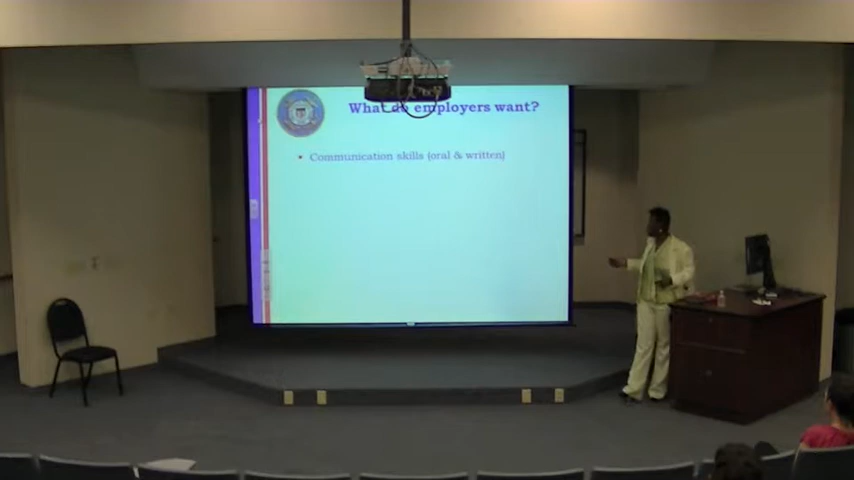 What do employers want?
• Communication skills (oral & written)